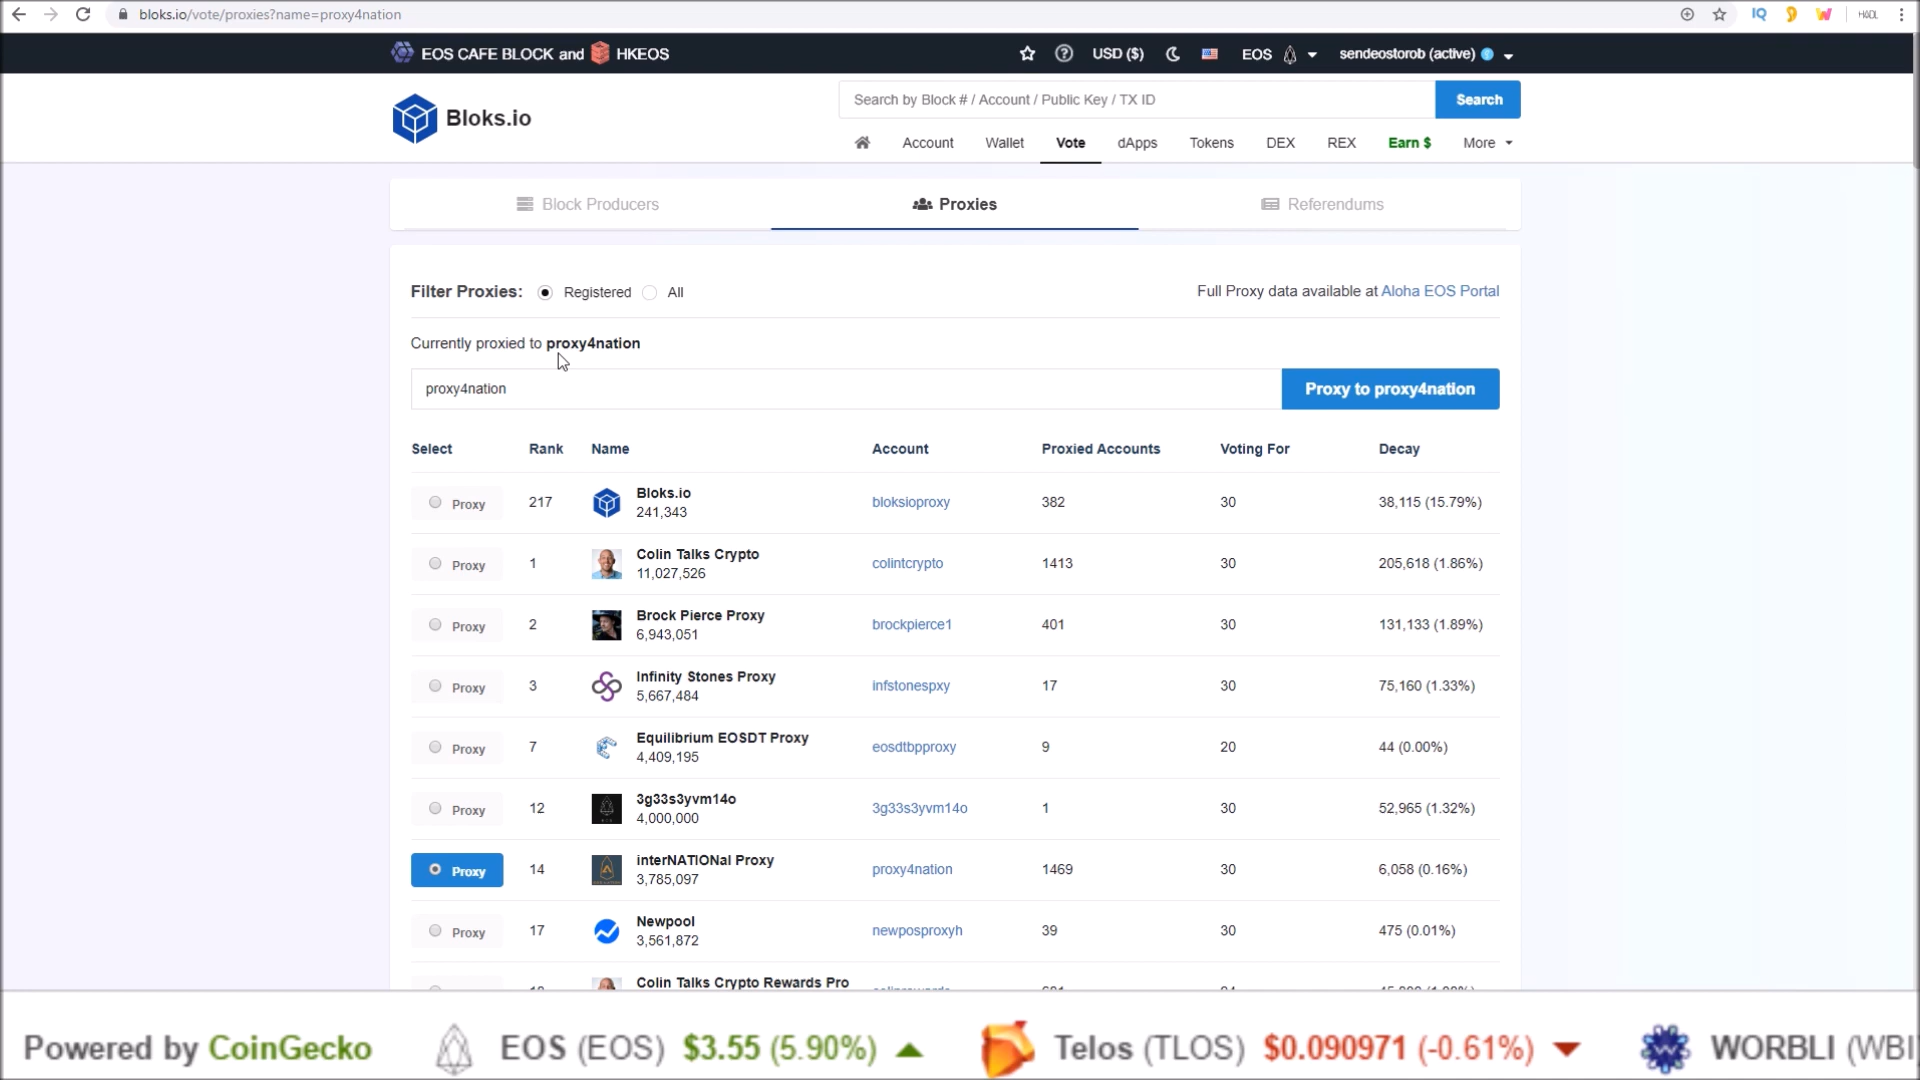 bloks.io/vote/proxies?name=proxy4nation
EOS CAFE BLOCK and HKEOS
USD ($)
EOS
sendeostorob (active)
Bloks.io
Search by Block # / Account / Public Key / TX ID
Search
Account Wallet Vote dApps Tokens DEX REX Earn $ More
Block Producers
Proxies
Referendums
Filter Proxies: Registered All
Full Proxy data available at Aloha EOS Portal
Currently proxied to proxy4nation
proxy4nation
Proxy to proxy4nation
Select Rank Name Account Proxied Accounts Voting For Decay
Proxy 217 Bloks.io bloksioproxy 382 30 38,115 (15.79%)
241,343
Proxy 1 Colin Talks Crypto colintcrypto 1413 30 205,618 (1.86%)
11,027,526
Proxy 2 Brock Pierce Proxy brockpierce1 401 30 131,133 (1.89%)
6,943,051
Proxy 3 Infinity Stones Proxy infstonespxy 17 30 75,160 (1.33%)
5,667,484
Proxy 7 Equilibrium EOSDT Proxy eosdtbpproxy 9 20 44 (0.00%)
4,409,195
Proxy 12 3g33s3yvm14o 3g33s3yvm14o 1 30 52,965 (1.32%)
4,000,000
Proxy 14 interNATIONal Proxy proxy4nation 1469 30 6,058 (0.16%)
3,785,097
Proxy 17 Newpool newposproxyh 39 30 475 (0.01%)
3,561,872
Colin Talks Crypto Rewards Pro
Powered by CoinGecko EOS (EOS) $3.55 (5.90%) Telos (TLOS) $0.090971 (-0.61%) WORBLI (WBI